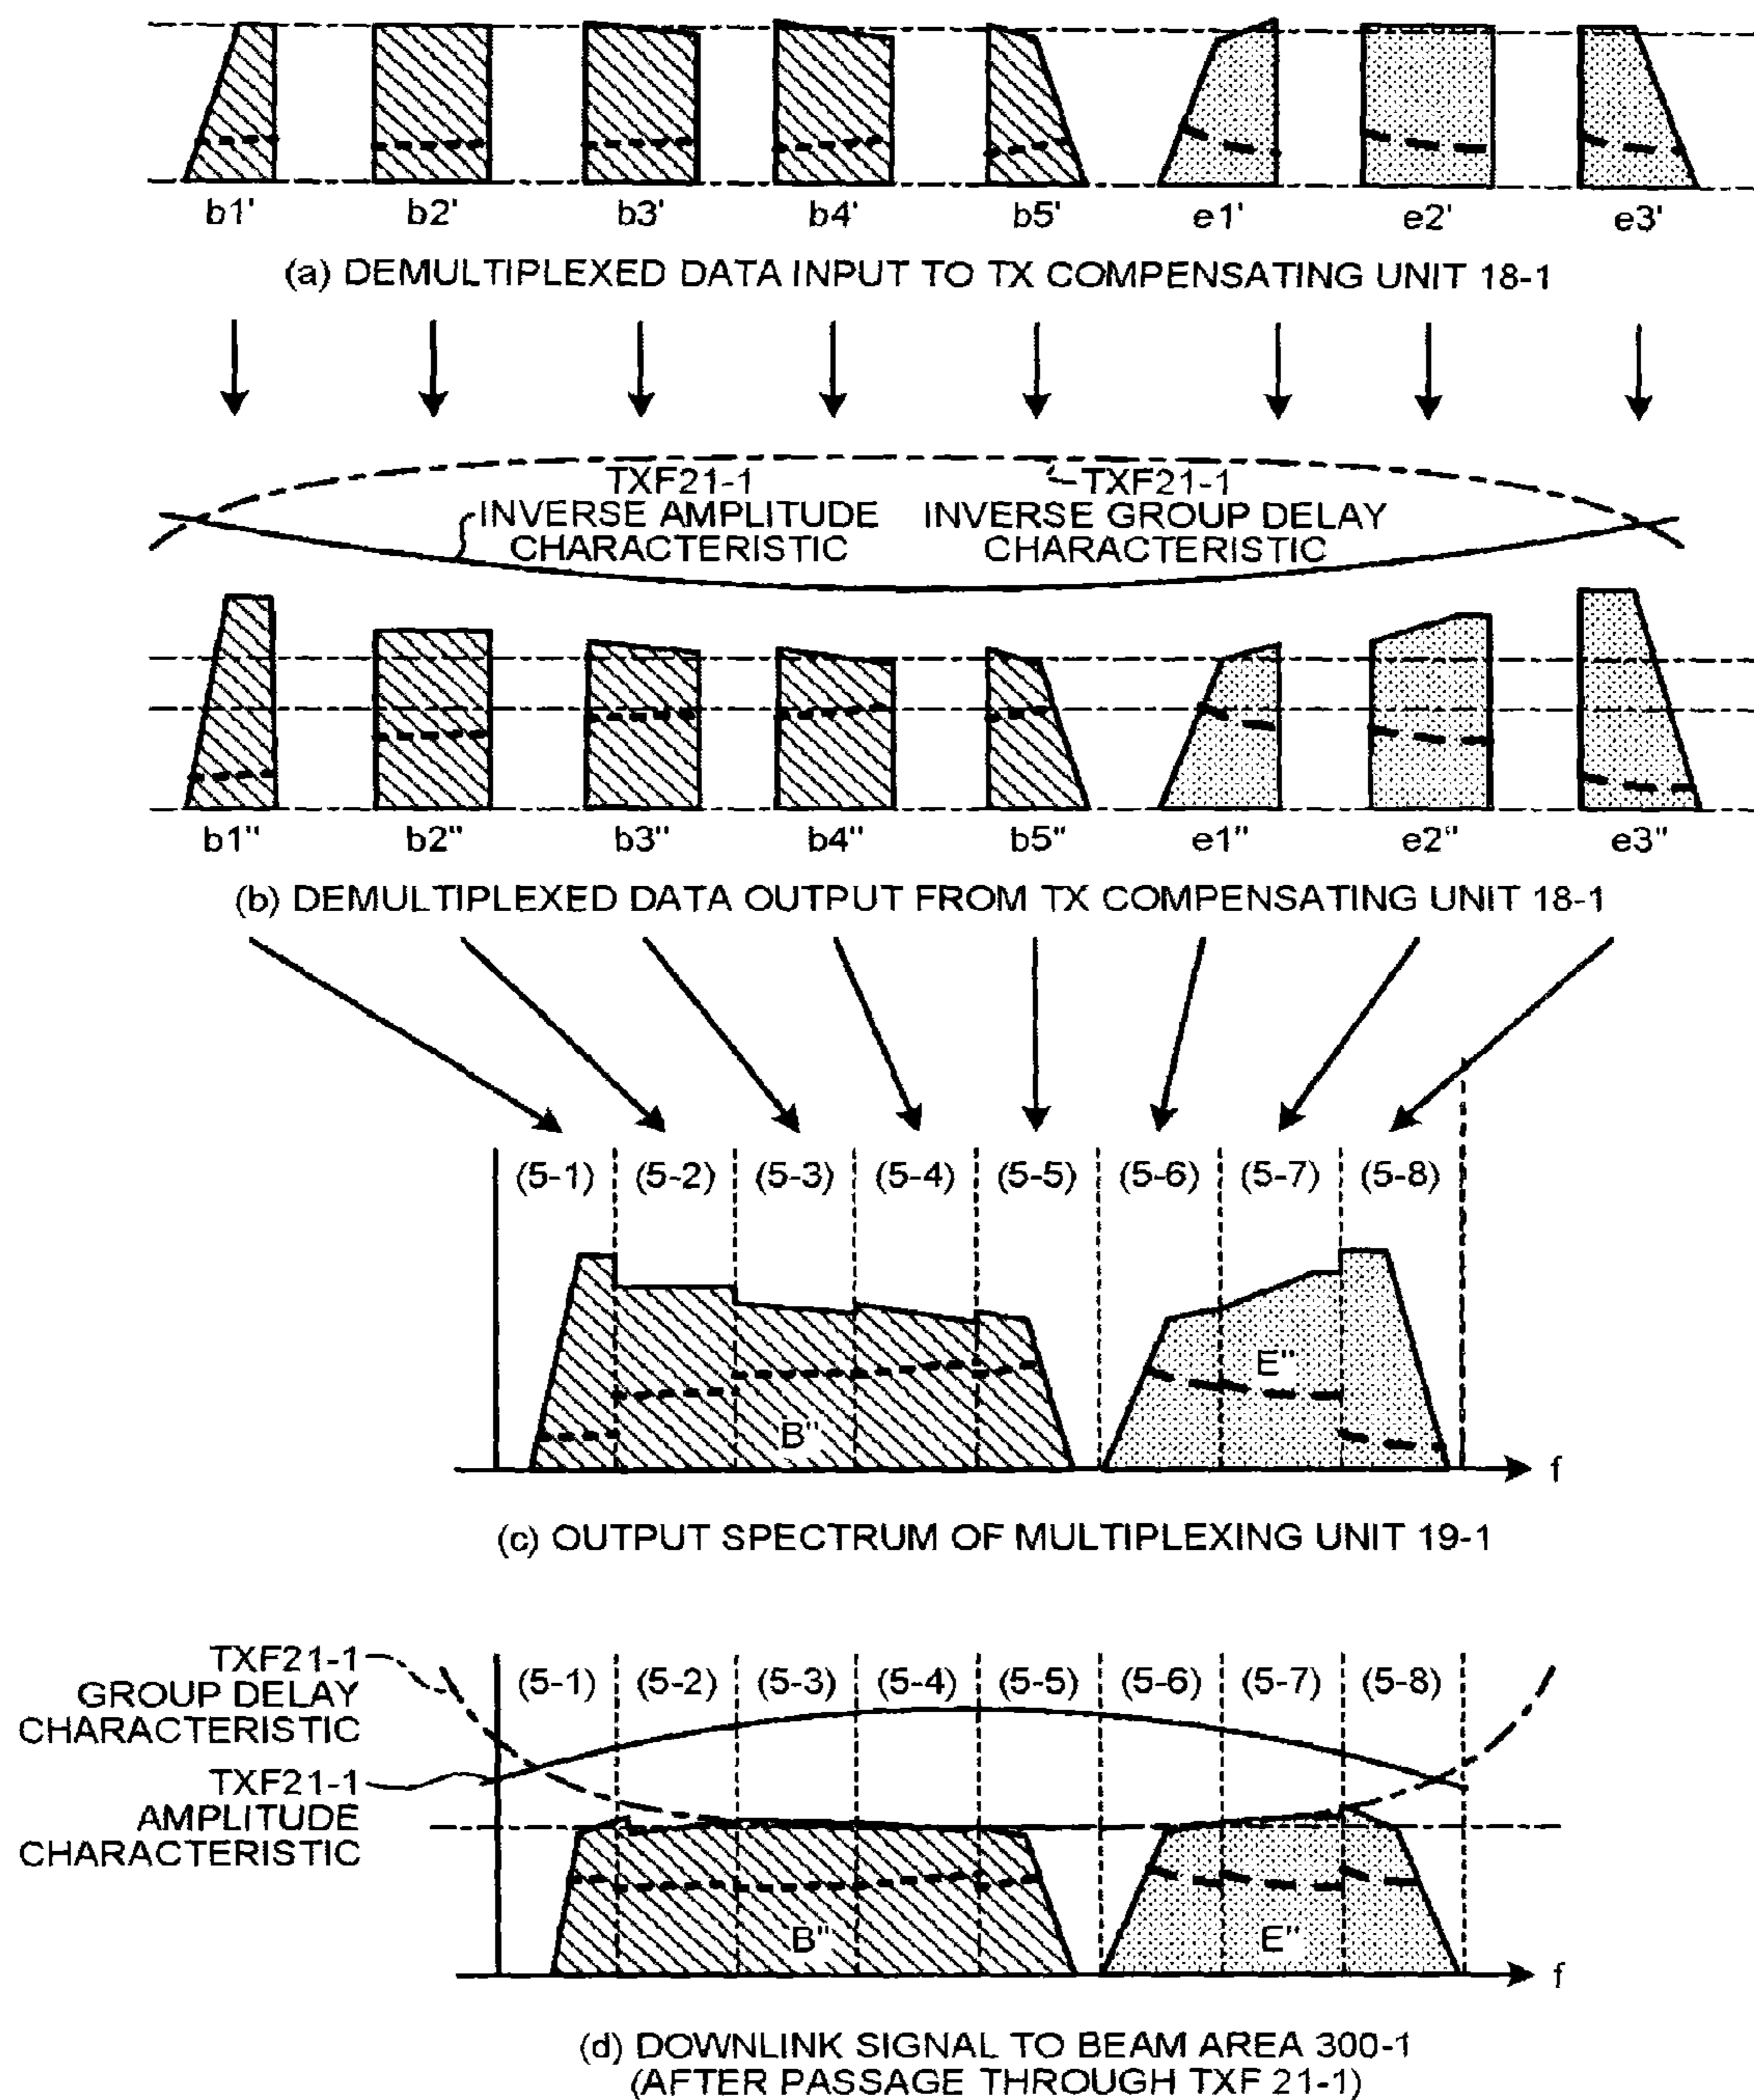 b1' b2' b3' b4' b5' e1' e2' e3'
(a) DEMULTIPLEXED DATA INPUT TO TX COMPENSATING UNIT 18-1
TXF21-1
INVERSE AMPLITUDE
CHARACTERISTIC
TXF21-1
INVERSE GROUP DELAY
CHARACTERISTIC
b1" b2" b3" b4" b5" e1" e2" e3"
(b) DEMULTIPLEXED DATA OUTPUT FROM TX COMPENSATING UNIT 18-1
(5-1) (5-2) (5-3) (5-4) (5-5) (5-6) (5-7) (5-8)
E"
B"
f
(c) OUTPUT SPECTRUM OF MULTIPLEXING UNIT 19-1
TXF21-1
GROUP DELAY
CHARACTERISTIC
(5-1) (5-2) (5-3) (5-4) (5-5) (5-6) (5-7) (5-8)
TXF21-1
AMPLITUDE
CHARACTERISTIC
B" E"
f
(d) DOWNLINK SIGNAL TO BEAM AREA 300-1
(AFTER PASSAGE THROUGH TXF 21-1)